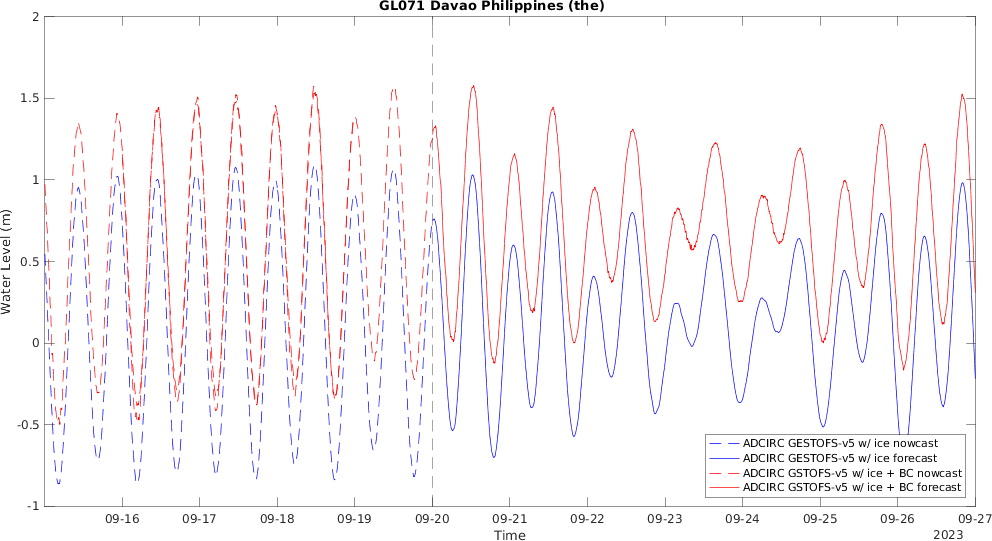 GL071 Davao Philippines (the)
2
1.5
1
0.5
0
-0.5
-1
Water Level (m)
ADCIRC GESTOFS-v5 w/ ice nowcast
ADCIRC GESTOFS-v5 w/ ice forecast
ADCIRC GSTOFS-v5 w/ ice + BC nowcast
ADCIRC GSTOFS-v5 w/ ice + BC forecast
09-16 09-17 09-18 09-19 09-20 09-21 09-22 09-23 09-24 09-25 09-26 09-27
Time
2023